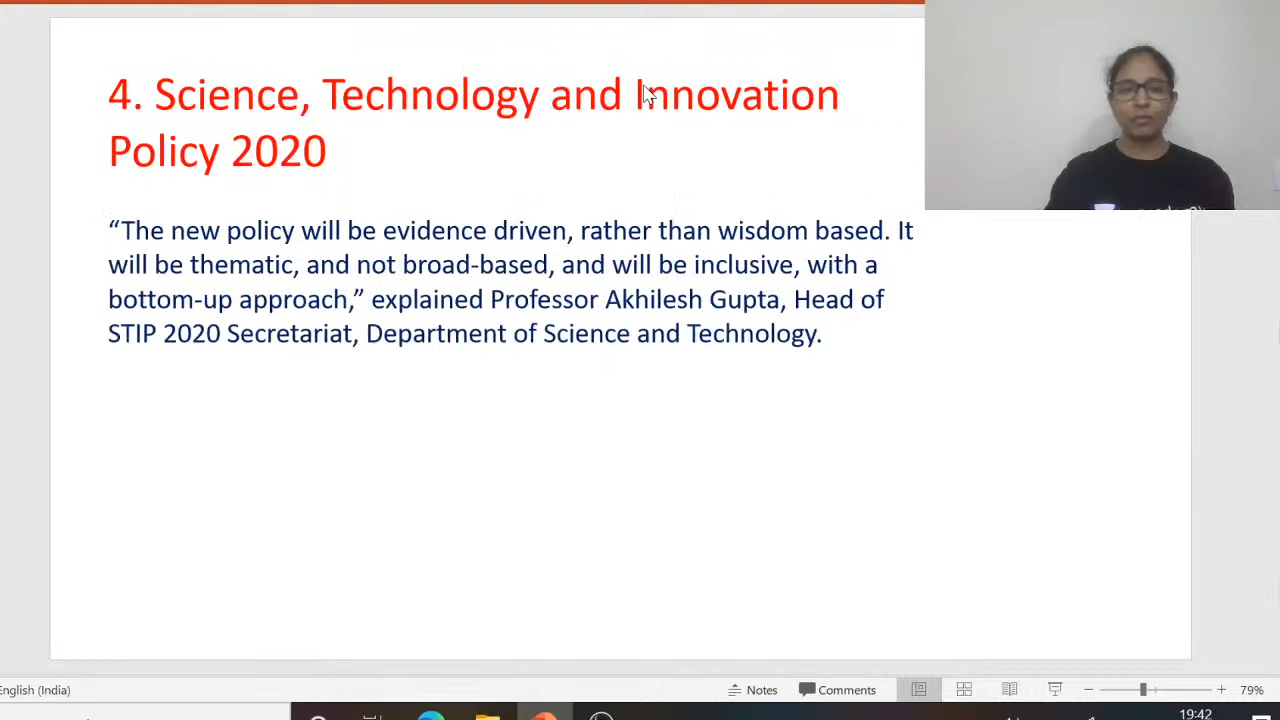 4. Science, Technology and Innovation
Policy 2020
“The new policy will be evidence driven, rather than wisdom based. It
will be thematic, and not broad-based, and will be inclusive, with a
bottom-up approach,” explained Professor Akhilesh Gupta, Head of
STIP 2020 Secretariat, Department of Science and Technology.
English (India)
Notes
Comments
79%
19:42